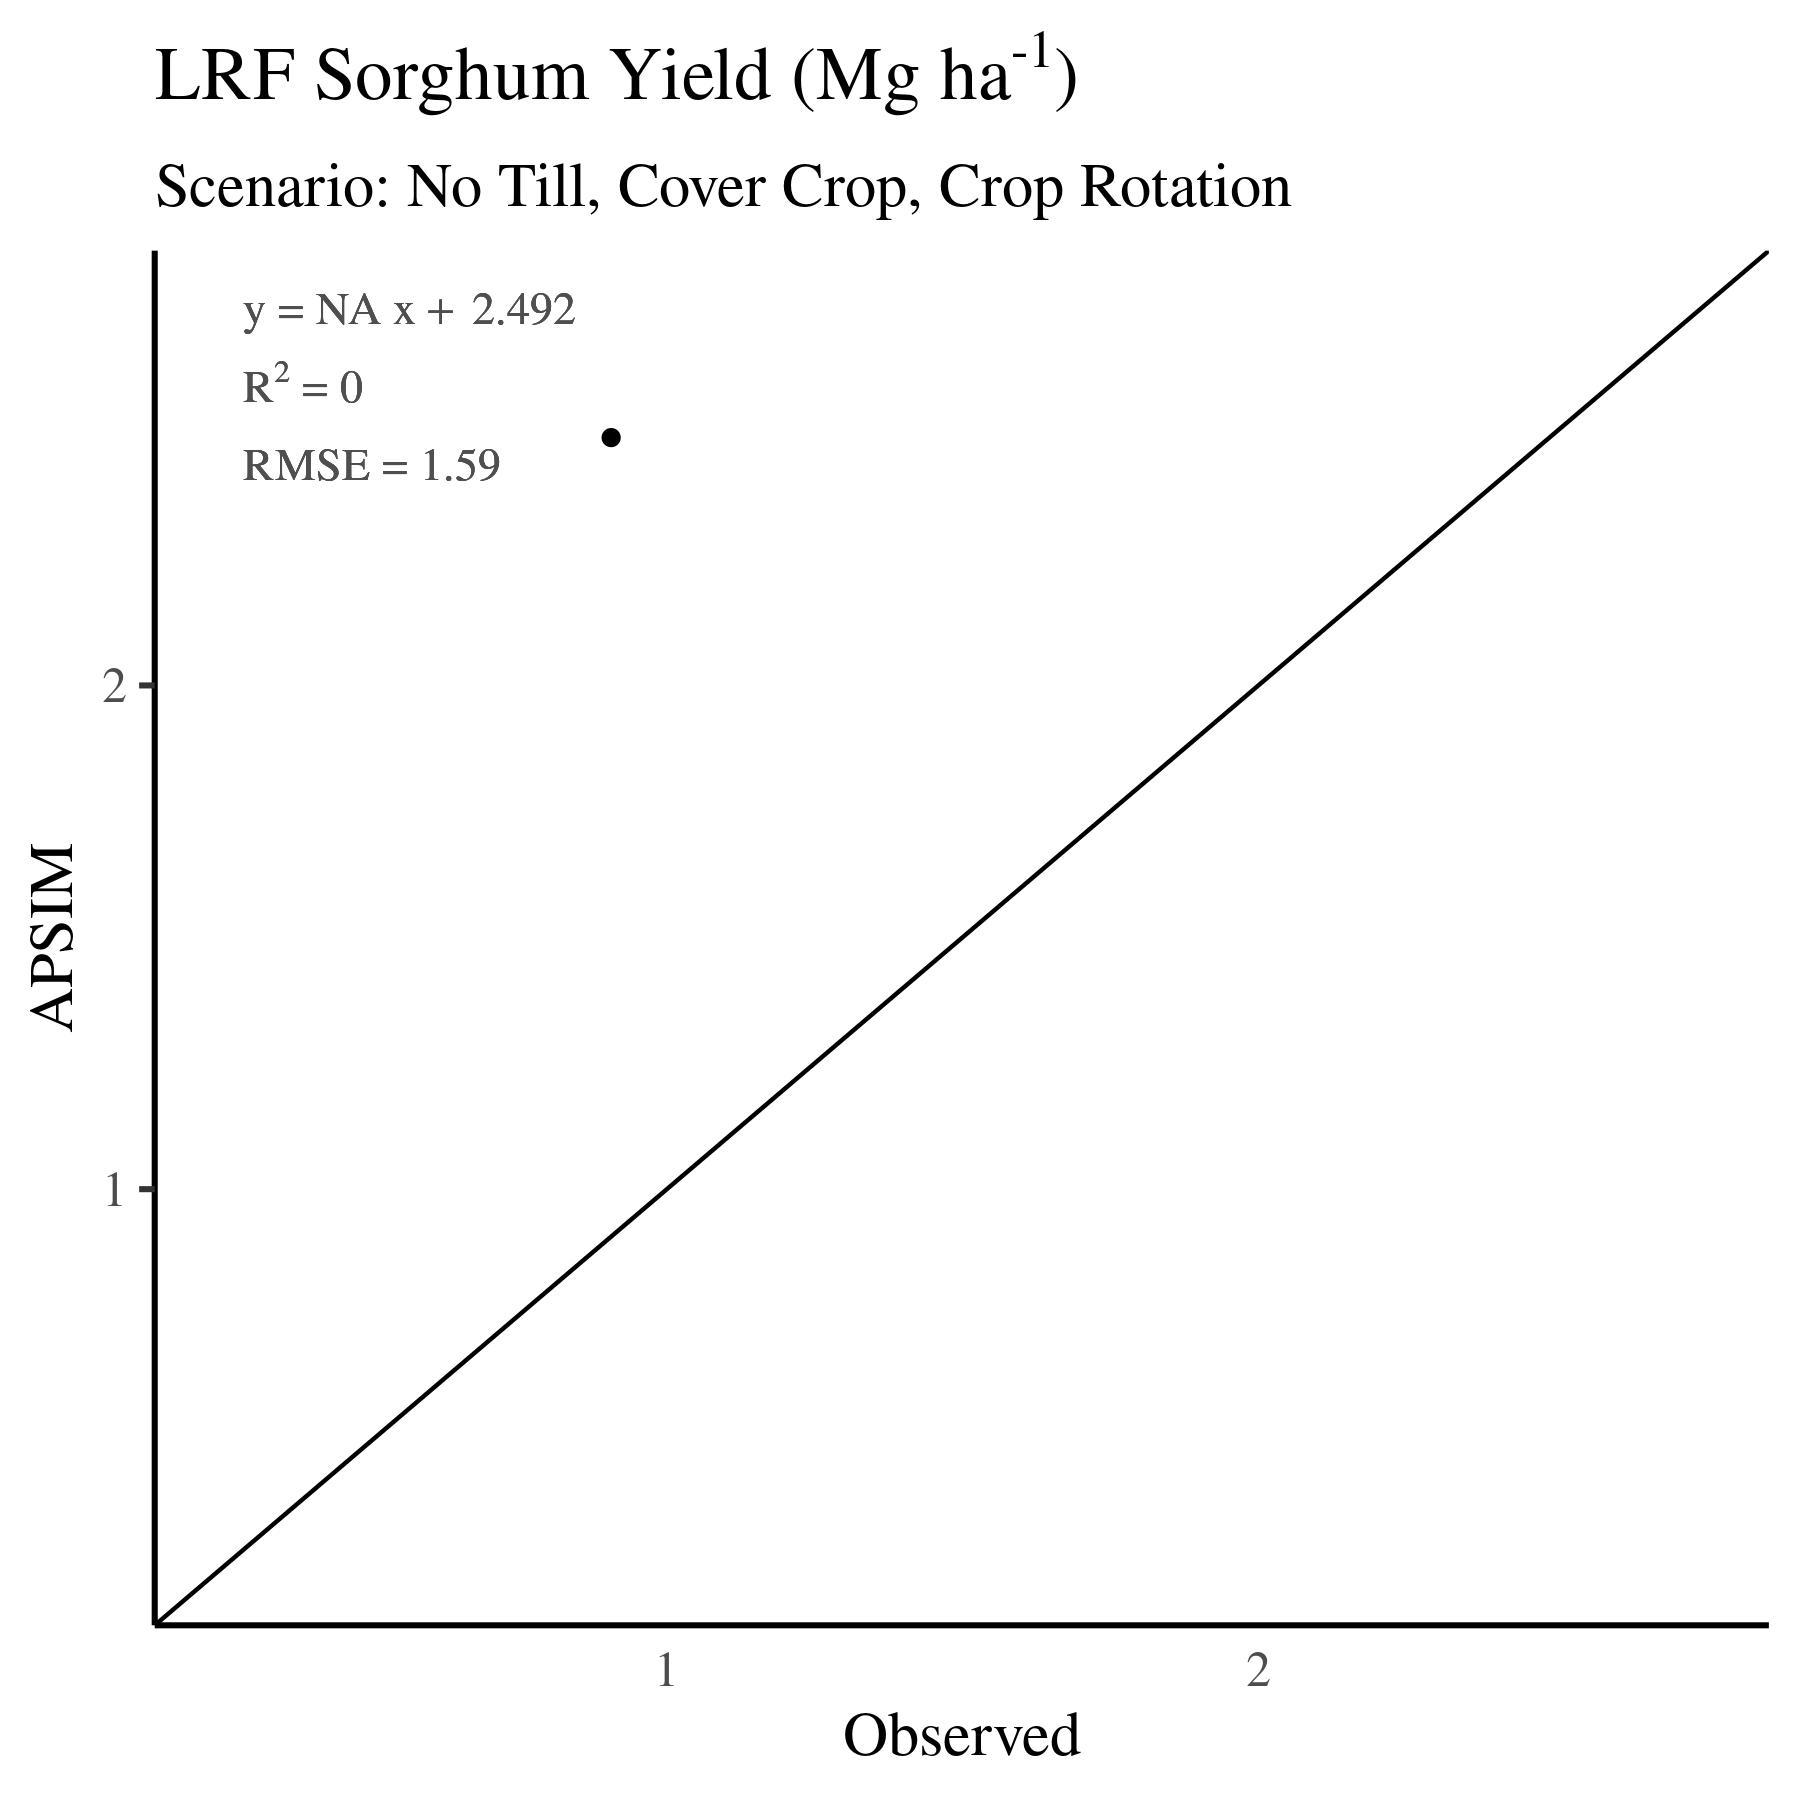 LRF Sorghum Yield (Mg ha⁻¹)
Scenario: No Till, Cover Crop, Crop Rotation
y = NA x + 2.492
R² = 0
RMSE = 1.59
2
1
APSIM
1 2
Observed